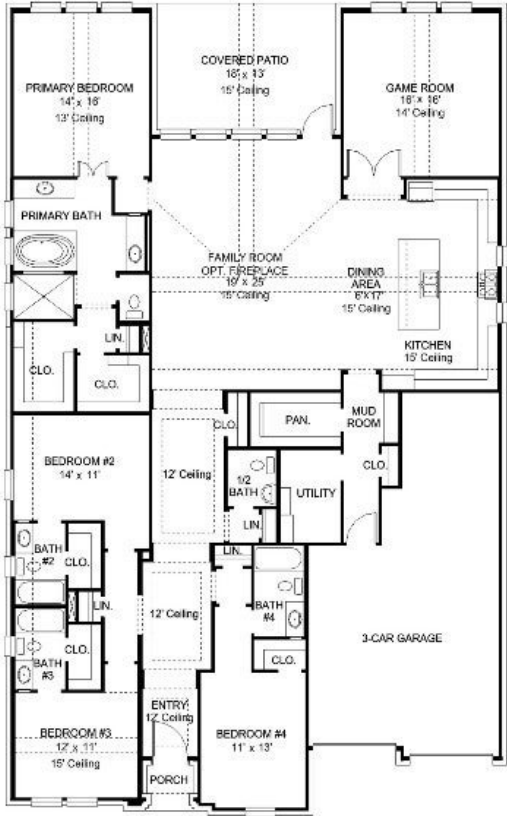 PRIMARY BEDROOM
14' x 16'
13' Ceiling
COVERED PATIO
18' x 13'
15' Ceiling
GAME ROOM
16' x 16'
14' Ceiling
PRIMARY BATH
FAMILY ROOM
OPT. FIREPLACE
19' x 25'
15' Ceiling
DINING
AREA
6'x17'
15' Ceiling
KITCHEN
15' Ceiling
LIN.
CLO.
CLO.
CLO.
PAN.
MUD
ROOM
BEDROOM #2
14' x 11'
12' Ceiling
1/2
BATH
UTILITY
CLO.
LIN.
BATH
#2
CLO.
LIN.
LIN.
12' Ceiling
BATH
#4
3-CAR GARAGE
BATH
#3
CLO.
CLO.
ENTRY
12' Ceiling
BEDROOM #3
12' x 11'
15' Ceiling
BEDROOM #4
11' x 13'
PORCH